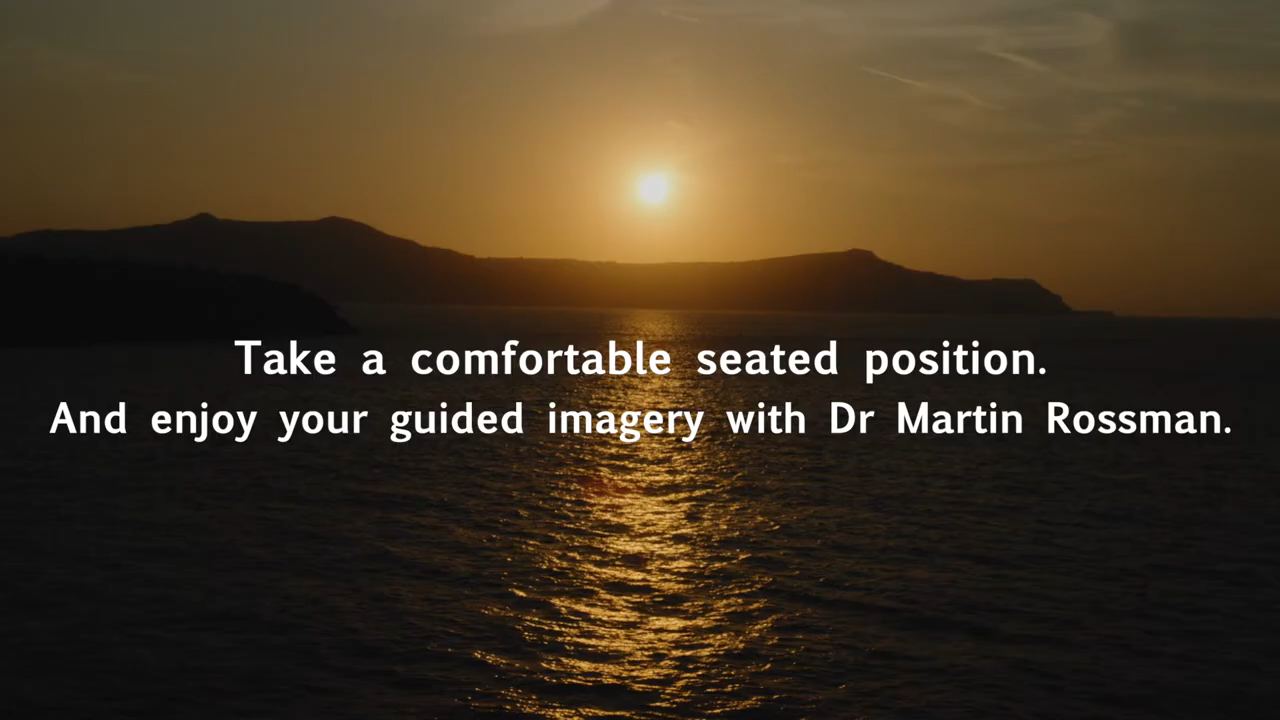 Take a comfortable seated position.
And enjoy your guided imagery with Dr Martin Rossman.